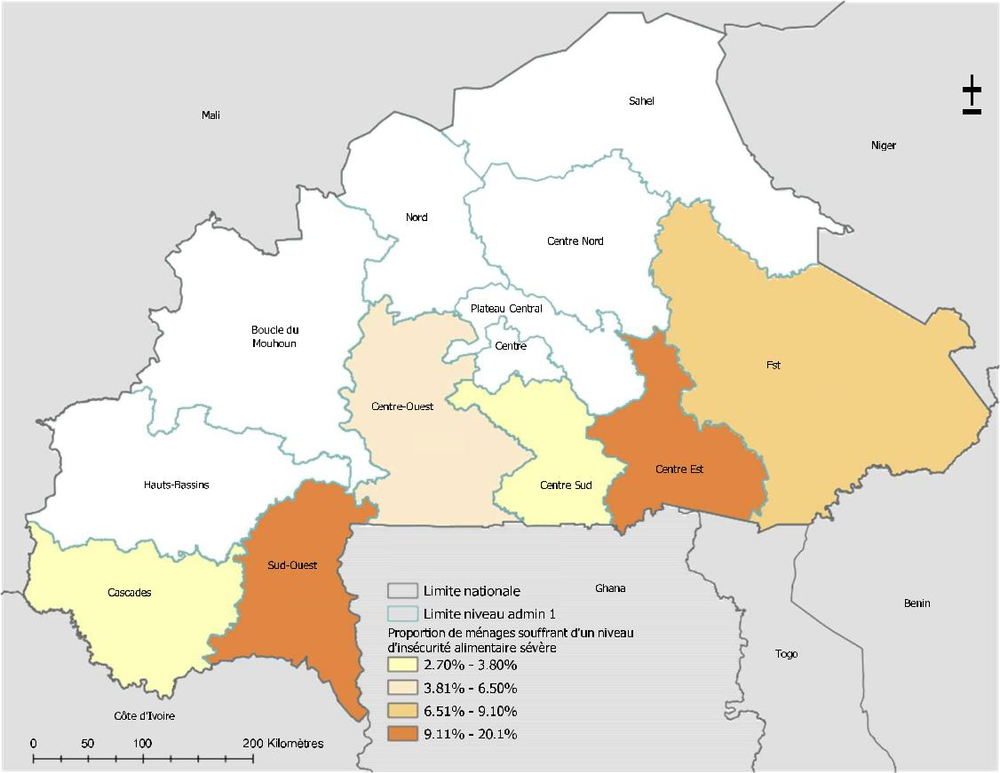 Sahel
Mali
Niger
Nord
Centre Nord
Plateau Central
Boucle du
Mouhoun
Centre
Fst
Centre-Ouest
Centre Est
Hauts-Rassins
Centre Sud
Sud-Ouest
Cascades
Ghana
Benin
Togo
Côte d'Ivoire
Limite nationale
Limite niveau admin 1
Proportion de ménages souffrant d'un niveau
d'insécurité alimentaire sévère
2.70% - 3.80%
3.81% - 6.50%
6.51% - 9.10%
9.11% - 20.1%
0 50 100 200 Kilomètres